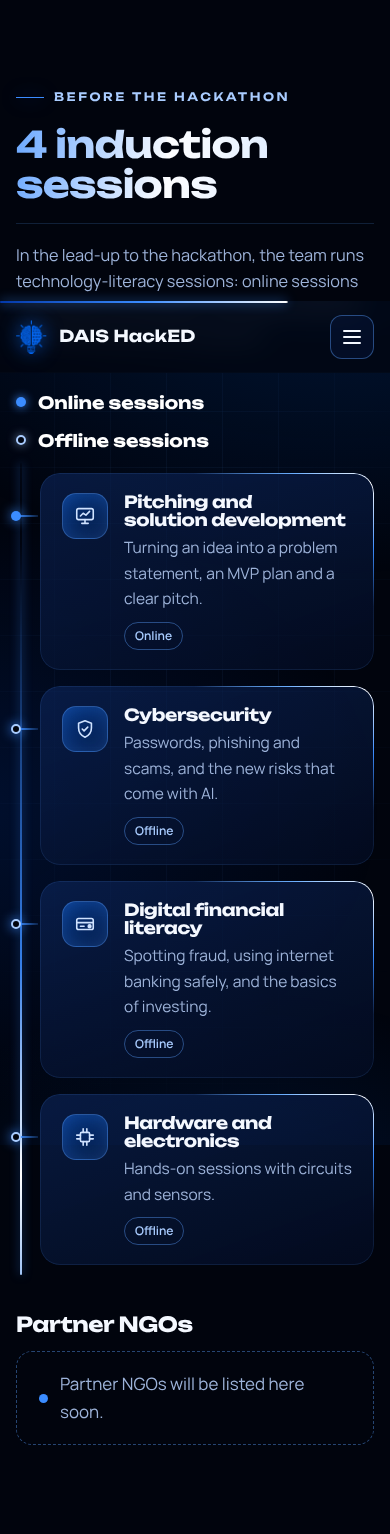 BEFORE THE HACKATHON
4 induction
sessions
In the lead-up to the hackathon, the team runs
technology-literacy sessions: online sessions
DAIS HackED
Online sessions
Offline sessions
Pitching and
solution development
Turning an idea into a problem
statement, an MVP plan and a
clear pitch.
Online
Cybersecurity
Passwords, phishing and
scams, and the new risks that
come with AI.
Offline
Digital financial
literacy
Spotting fraud, using internet
banking safely, and the basics
of investing.
Offline
Hardware and
electronics
Hands-on sessions with circuits
and sensors.
Offline
Partner NGOs
Partner NGOs will be listed here
soon.